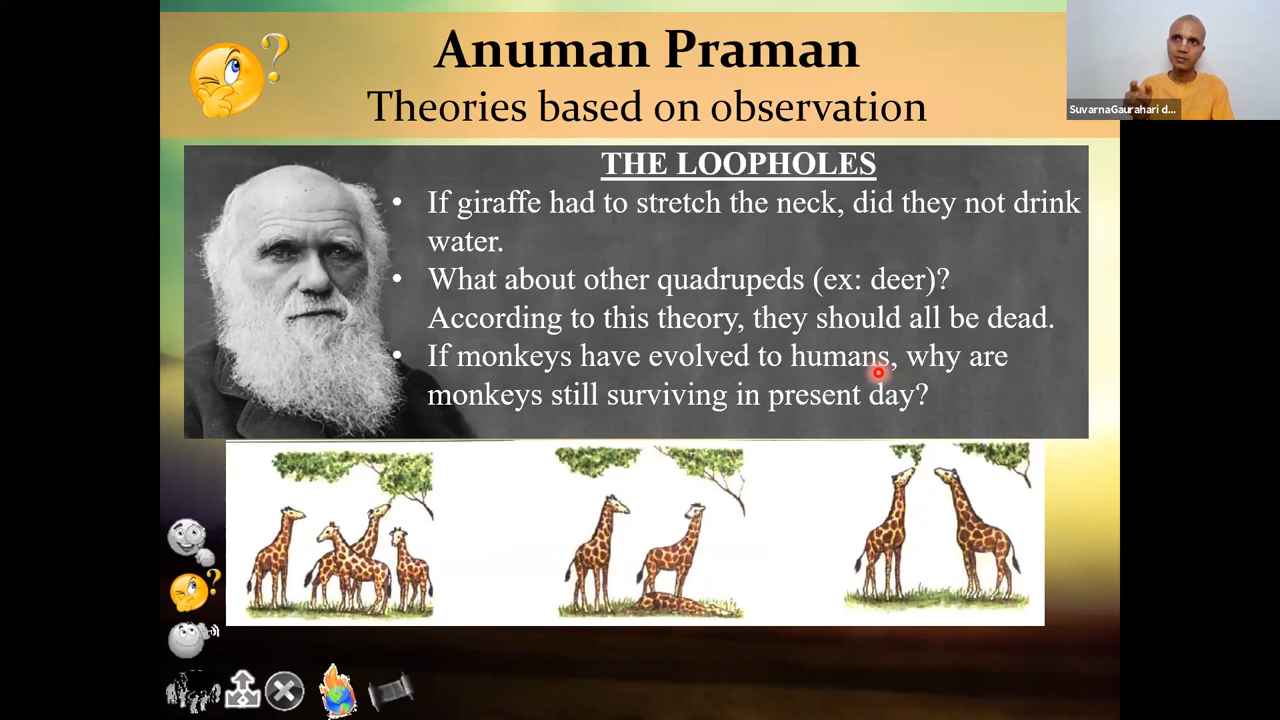 Anuman Praman
Theories based on observation
SuvarnaGaurahari d...
THE LOOPHOLES
• If giraffe had to stretch the neck, did they not drink
water.
• What about other quadrupeds (ex: deer)?
According to this theory, they should all be dead.
• If monkeys have evolved to humans, why are
monkeys still surviving in present day?